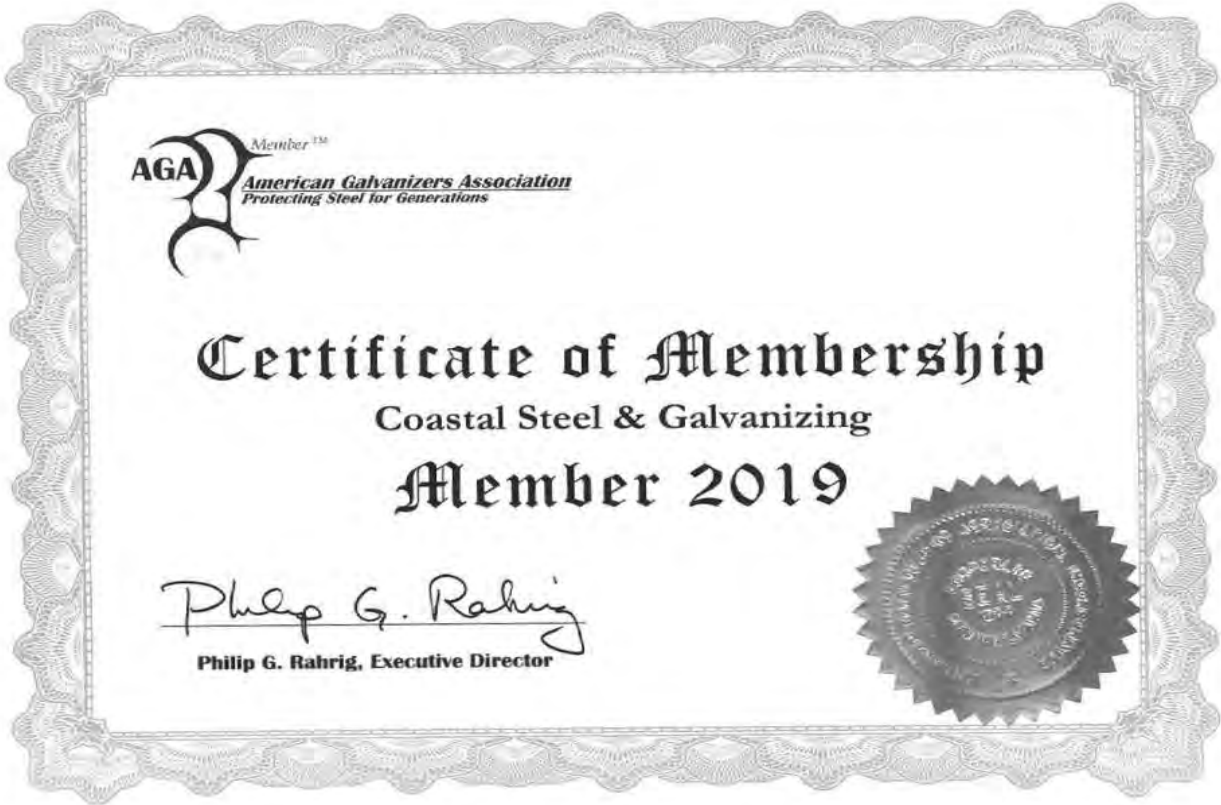 Member™
AGA
American Galvanizers Association
Protecting Steel for Generations
Certificate of Membership
Coastal Steel & Galvanizing
Member 2019
Philip G. Rahrig
Philip G. Rahrig, Executive Director